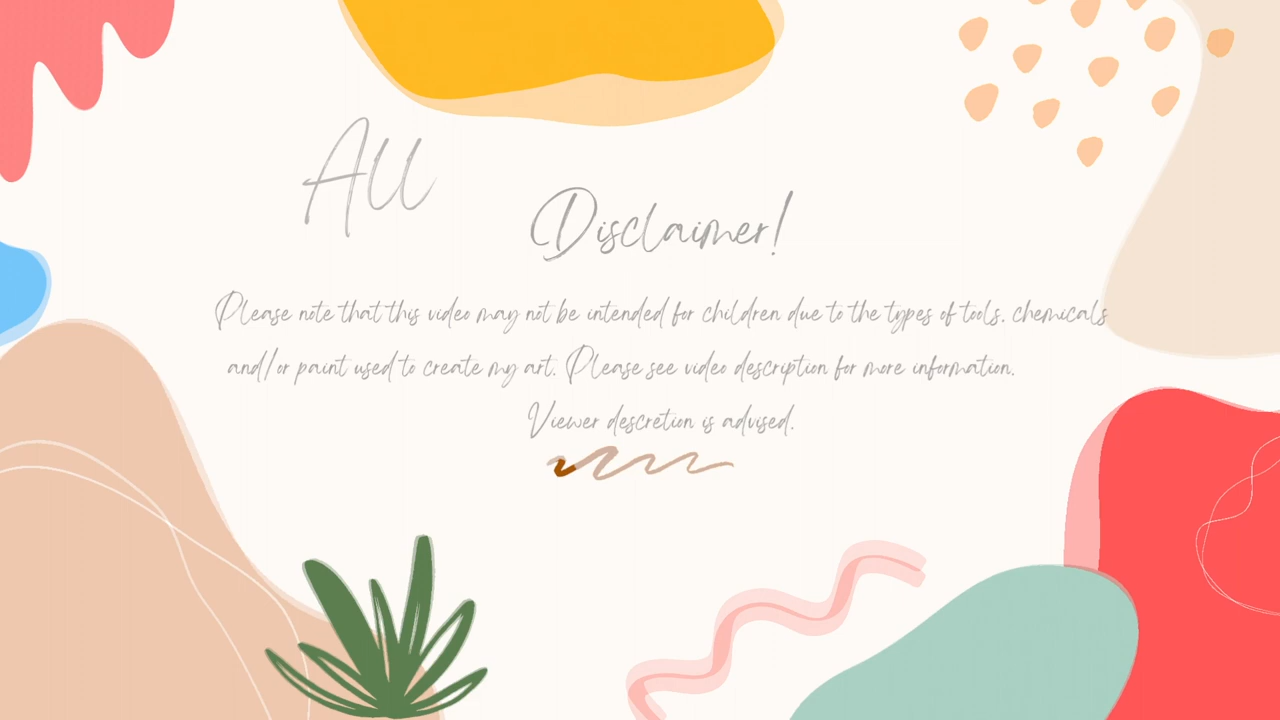 All
Disclaimer!
Please note that this video may not be intended for children due to the types of tools. chemicals
and/or paint used to create my art. Please see video description for more information.
Viewer descretion is advised.